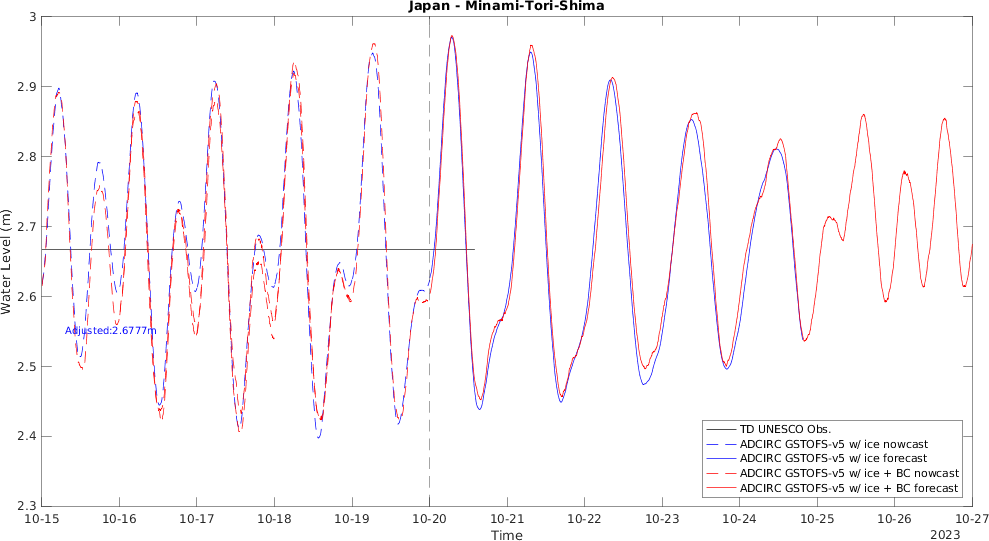 Japan - Minami-Tori-Shima
3
2.9
2.8
2.7
2.6
2.5
2.4
2.3
Water Level (m)
Adjusted:2.6777m
TD UNESCO Obs.
ADCIRC GSTOFS-v5 w/ ice nowcast
ADCIRC GSTOFS-v5 w/ ice forecast
ADCIRC GSTOFS-v5 w/ ice + BC nowcast
ADCIRC GSTOFS-v5 w/ ice + BC forecast
10-15 10-16 10-17 10-18 10-19 10-20 10-21 10-22 10-23 10-24 10-25 10-26 10-27
Time
2023